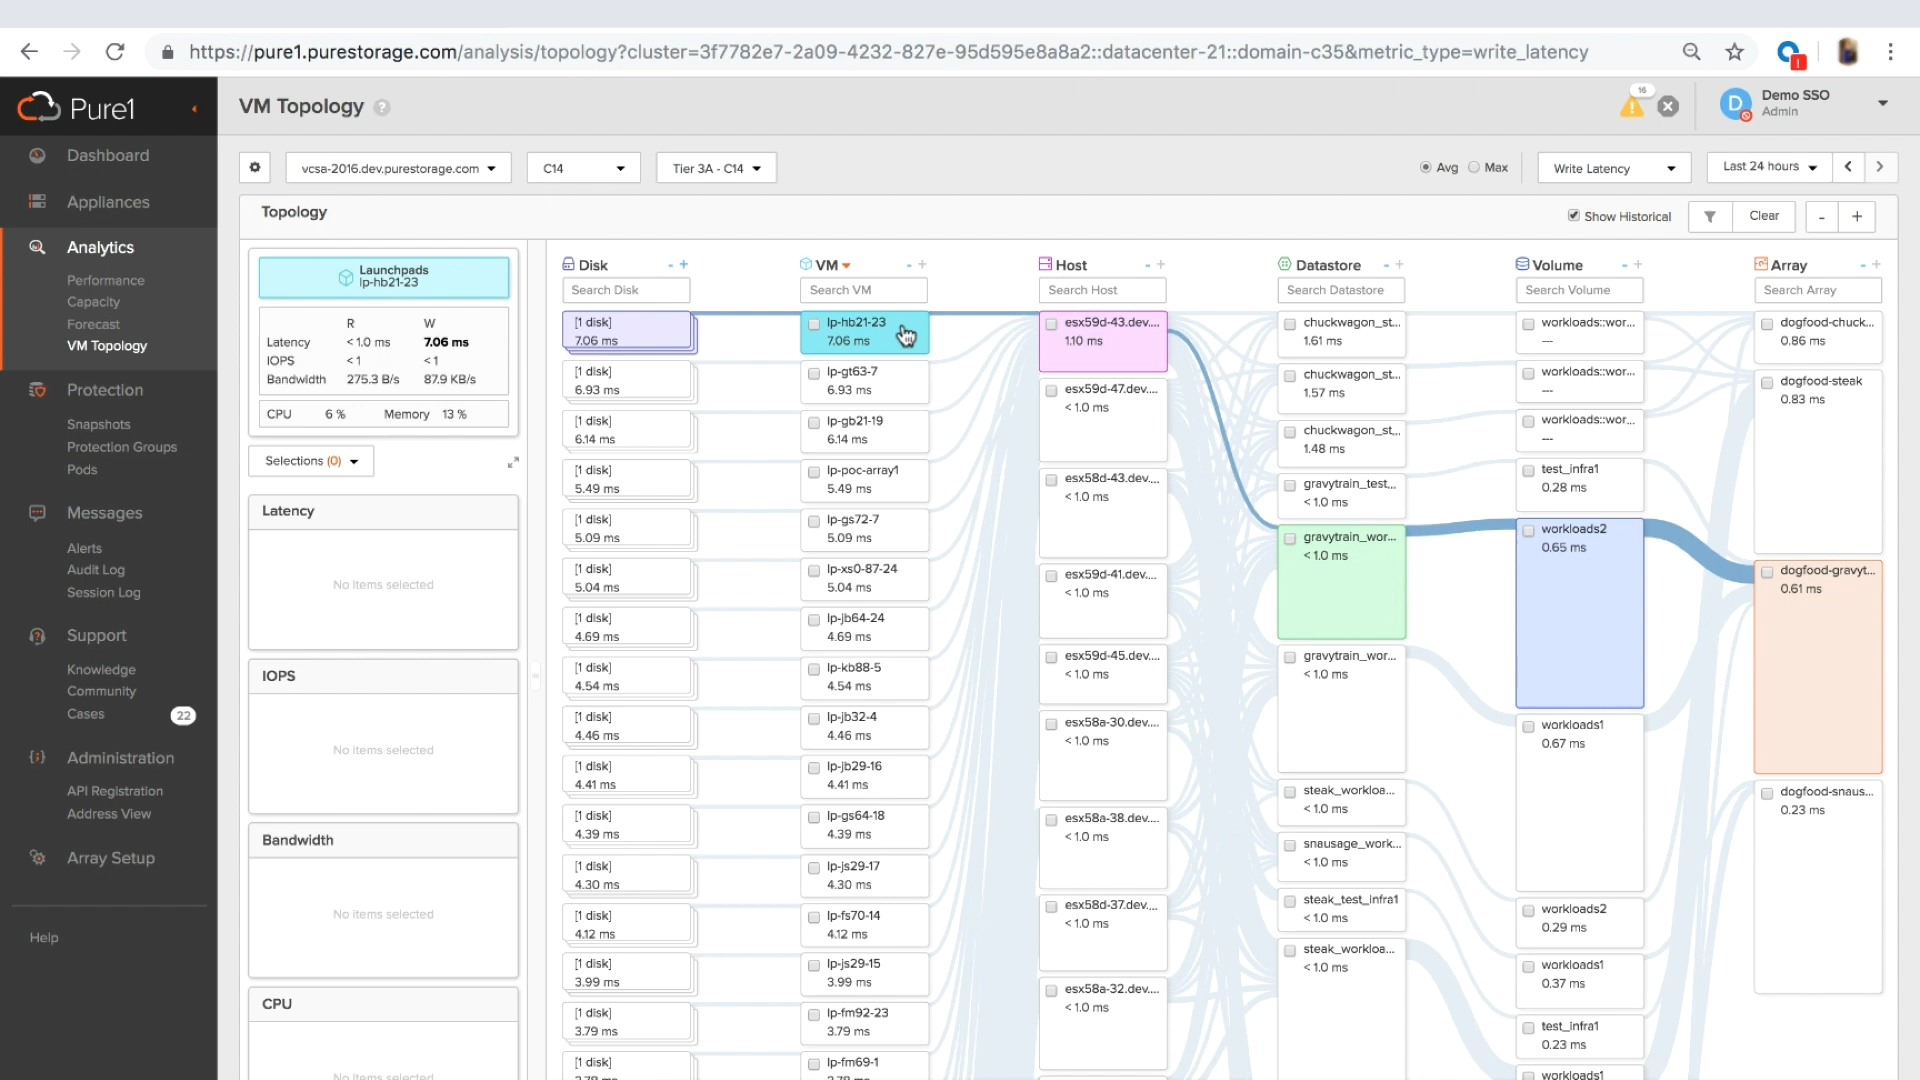 https://pure1.purestorage.com/analysis/topology?cluster=3f7782e7-2a09-4232-827e-95d595e8a8a2::datacenter-21::domain-c35&metric_type=write_latency
!
Pure1
VM Topology ?
16
D
Demo SSO
Admin
Dashboard
Appliances
Analytics
Performance
Capacity
Forecast
VM Topology
Protection
Snapshots
Protection Groups
Pods
Messages
Alerts
Audit Log
Session Log
Support
Knowledge
Community
Cases 22
Administration
API Registration
Address View
Array Setup
Help
vcsa-2016.dev.purestorage.com
C14
Tier 3A - C14
Avg Max
Write Latency
Last 24 hours
Topology
Show Historical
Clear
- +
Launchpads
lp-hb21-23
R W
Latency < 1.0 ms 7.06 ms
IOPS < 1 < 1
Bandwidth 275.3 B/s 87.9 KB/s
CPU 6 % Memory 13 %
Selections (0)
Latency
No Items selected
IOPS
No items selected
Bandwidth
No items selected
CPU
No items selected
Disk - +
Search Disk
[1 disk]
7.06 ms
[1 disk]
6.93 ms
[1 disk]
6.14 ms
[1 disk]
5.49 ms
[1 disk]
5.09 ms
[1 disk]
5.04 ms
[1 disk]
4.69 ms
[1 disk]
4.54 ms
[1 disk]
4.46 ms
[1 disk]
4.41 ms
[1 disk]
4.39 ms
[1 disk]
4.30 ms
[1 disk]
4.12 ms
[1 disk]
3.99 ms
[1 disk]
3.79 ms
[1 disk]
VM - +
Search VM
lp-hb21-23
7.06 ms
lp-gt63-7
6.93 ms
lp-gb21-19
6.14 ms
lp-poc-array1
5.49 ms
lp-gs72-7
5.09 ms
lp-xs0-87-24
5.04 ms
lp-jb64-24
4.69 ms
lp-kb88-5
4.54 ms
lp-jb32-4
4.46 ms
lp-jb29-16
4.41 ms
lp-gs64-18
4.39 ms
lp-js29-17
4.30 ms
lp-fs70-14
4.12 ms
lp-js29-15
3.99 ms
lp-fm92-23
3.79 ms
lp-fm69-1
Host - +
Search Host
esx59d-43.dev....
1.10 ms
esx59d-47.dev....
< 1.0 ms
esx58d-43.dev....
< 1.0 ms
esx59d-41.dev....
< 1.0 ms
esx59d-45.dev....
< 1.0 ms
esx58a-30.dev....
< 1.0 ms
esx58a-38.dev....
< 1.0 ms
esx58d-37.dev....
< 1.0 ms
esx58a-32.dev....
< 1.0 ms
Datastore - +
Search Datastore
chuckwagon_st...
1.61 ms
chuckwagon_st...
1.57 ms
chuckwagon_st...
1.48 ms
gravytrain_test...
< 1.0 ms
gravytrain_wor...
< 1.0 ms
gravytrain_wor...
< 1.0 ms
steak_workloa...
< 1.0 ms
snausage_work...
< 1.0 ms
steak_test_infra1
< 1.0 ms
steak_workloa...
< 1.0 ms
Volume - +
Search Volume
workloads::wor...
---
workloads::wor...
---
workloads::wor...
---
test_infra1
0.28 ms
workloads2
0.65 ms
workloads1
0.67 ms
workloads2
0.29 ms
workloads1
0.37 ms
test_infra1
0.23 ms
workloads1
Array - +
Search Array
dogfood-chuck...
0.86 ms
dogfood-steak
0.83 ms
dogfood-gravyt...
0.61 ms
dogfood-snaus...
0.23 ms